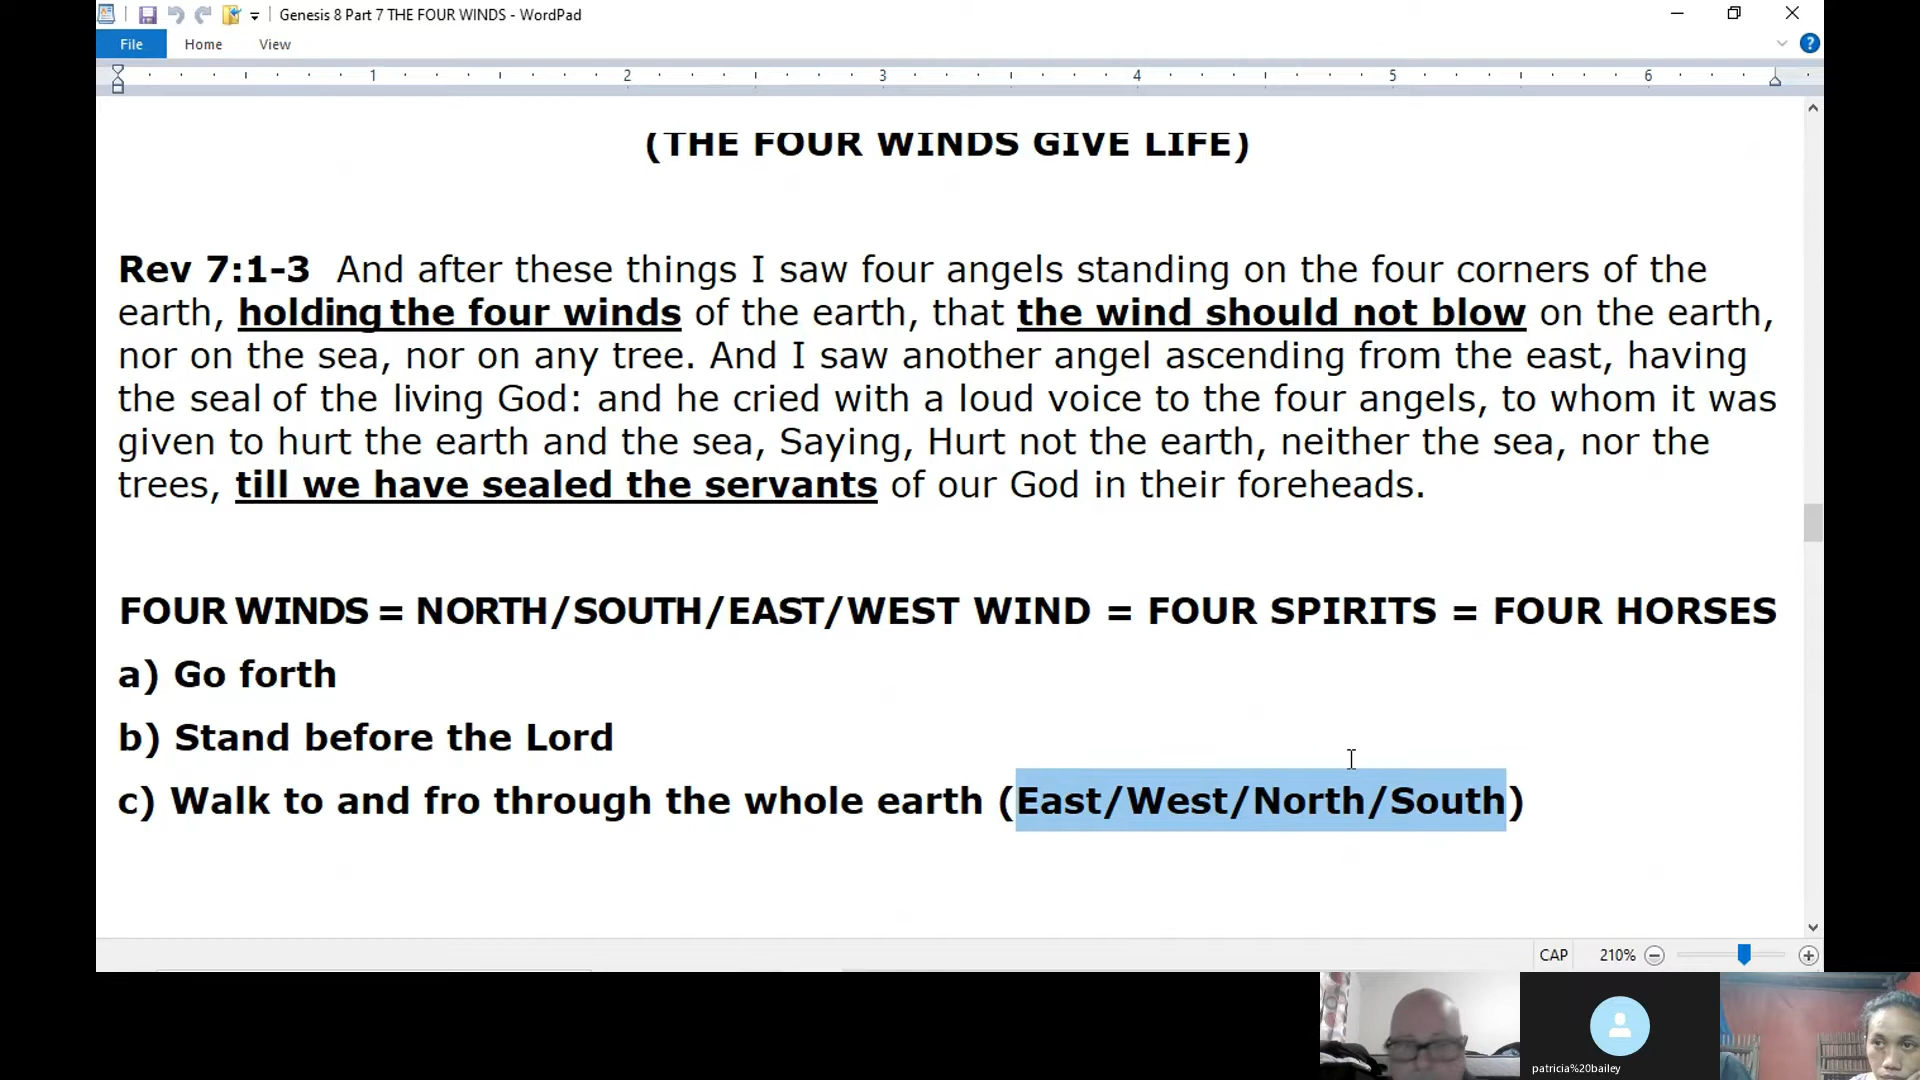 Genesis 8 Part 7 THE FOUR WINDS - WordPad
File Home View
1 2 3 4 5 6
(THE FOUR WINDS GIVE LIFE)
Rev 7:1-3 And after these things I saw four angels standing on the four corners of the
earth, holding the four winds of the earth, that the wind should not blow on the earth,
nor on the sea, nor on any tree. And I saw another angel ascending from the east, having
the seal of the living God: and he cried with a loud voice to the four angels, to whom it was
given to hurt the earth and the sea, Saying, Hurt not the earth, neither the sea, nor the
trees, till we have sealed the servants of our God in their foreheads.
FOUR WINDS = NORTH/SOUTH/EAST/WEST WIND = FOUR SPIRITS = FOUR HORSES
a) Go forth
b) Stand before the Lord
c) Walk to and fro through the whole earth (East/West/North/South)
CAP 210%
patricia%20bailey